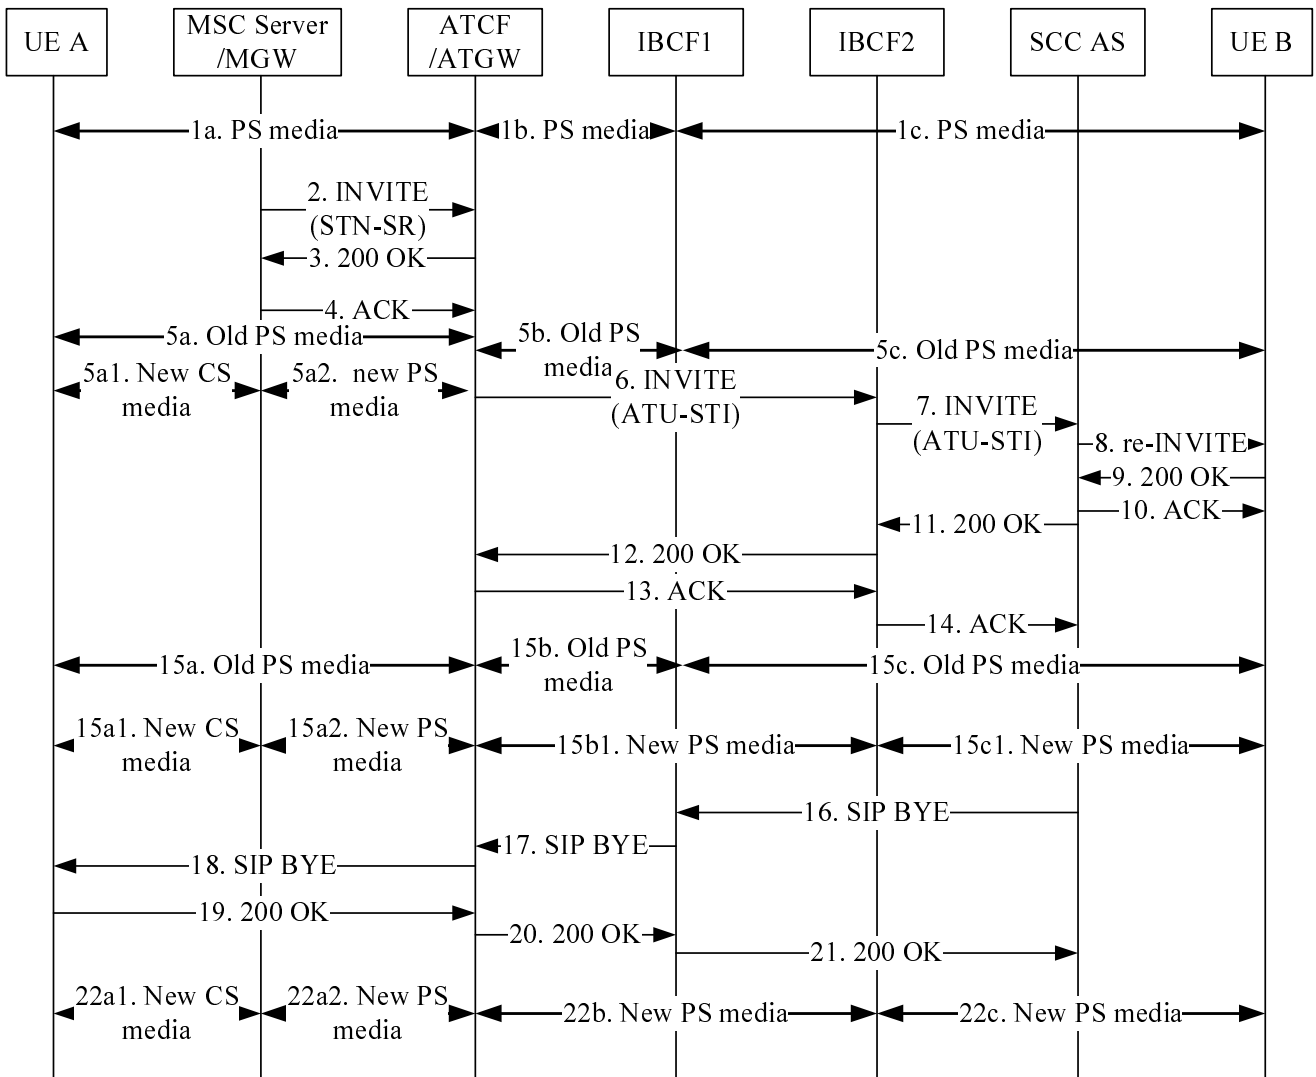 UE A
MSC Server
/MGW
ATCF
/ATGW
IBCF1
IBCF2
SCC AS
UE B
1a. PS media
1b. PS media
1c. PS media
2. INVITE
(STN-SR)
3. 200 OK
4. ACK
5a. Old PS media
5b. Old PS
media
5c. Old PS media
5a1. New CS
media
5a2.  new PS
media
6. INVITE
(ATU-STI)
7. INVITE
(ATU-STI)
8. re-INVITE
9. 200 OK
10. ACK
11. 200 OK
12. 200 OK
13. ACK
14. ACK
15a. Old PS media
15b. Old PS
media
15c. Old PS media
15a1. New CS
media
15a2. New PS
media
15b1. New PS media
15c1. New PS media
16. SIP BYE
17. SIP BYE
18. SIP BYE
19. 200 OK
20. 200 OK
21. 200 OK
22a1. New CS
media
22a2. New PS
media
22b. New PS media
22c. New PS media